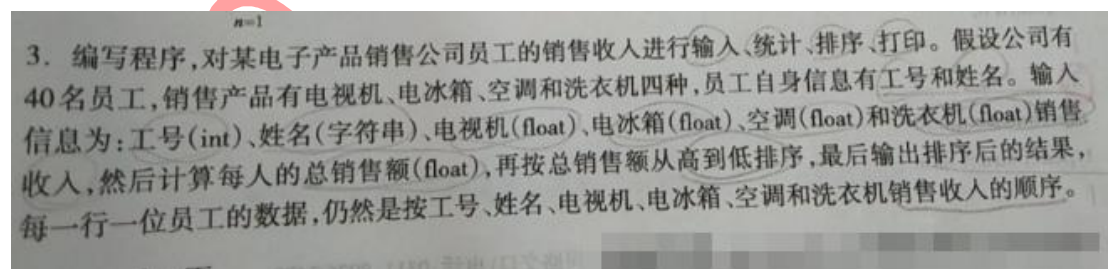 n=1
3. 编写程序,对某电子产品销售公司员工的销售收入进行输入、统计、排序、打印。假设公司有
40名员工,销售产品有电视机、电冰箱、空调和洗衣机四种,员工自身信息有工号和姓名。输入
信息为:工号(int)、姓名(字符串)、电视机(float)、电冰箱(float)、空调(float)和洗衣机(float)销售
收入,然后计算每人的总销售额(float),再按总销售额从高到低排序,最后输出排序后的结果,
每一行一位员工的数据,仍然是按工号、姓名、电视机、电冰箱、空调和洗衣机销售收入的顺序。